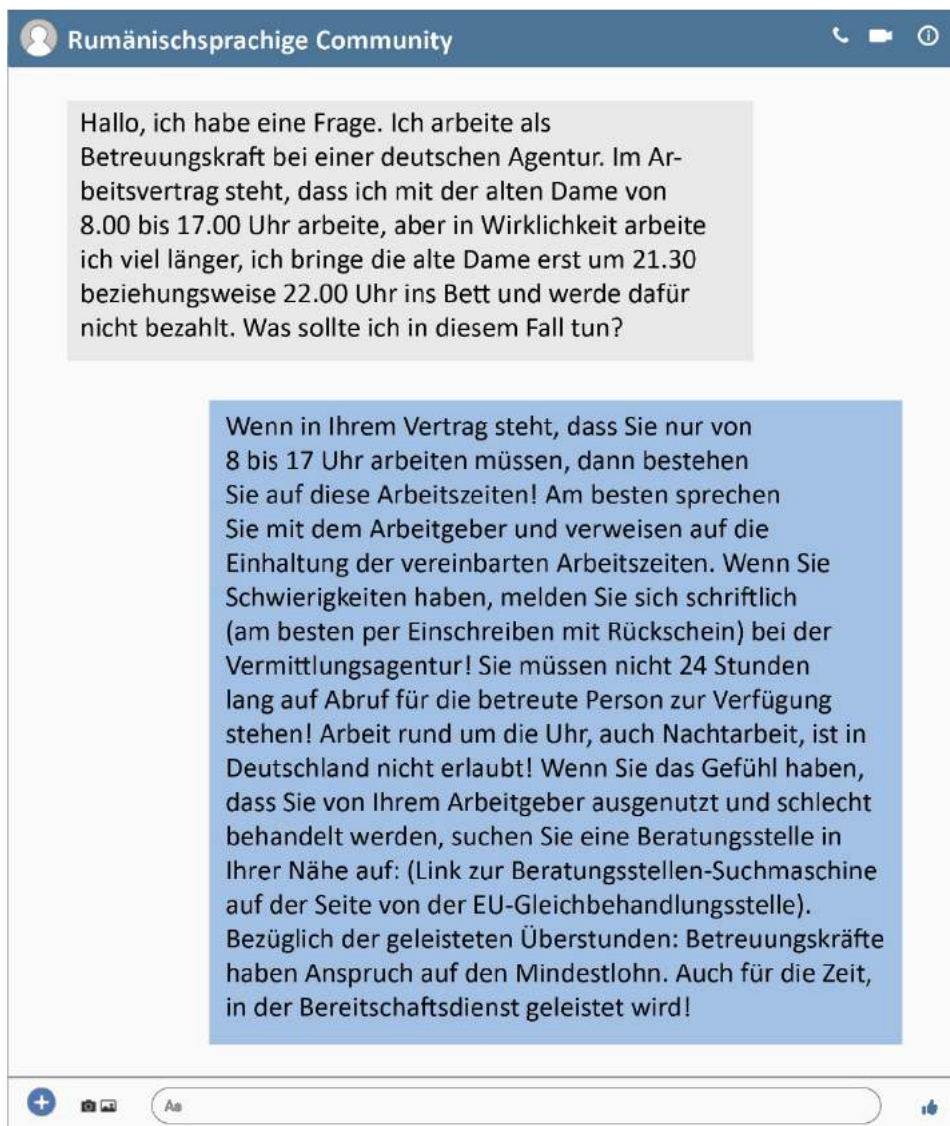 Rumänischsprachige Community
Hallo, ich habe eine Frage. Ich arbeite als
Betreuungskraft bei einer deutschen Agentur. Im Ar-
beitsvertrag steht, dass ich mit der alten Dame von
8.00 bis 17.00 Uhr arbeite, aber in Wirklichkeit arbeite
ich viel länger, ich bringe die alte Dame erst um 21.30
beziehungsweise 22.00 Uhr ins Bett und werde dafür
nicht bezahlt. Was sollte ich in diesem Fall tun?
Wenn in Ihrem Vertrag steht, dass Sie nur von
8 bis 17 Uhr arbeiten müssen, dann bestehen
Sie auf diese Arbeitszeiten! Am besten sprechen
Sie mit dem Arbeitgeber und verweisen auf die
Einhaltung der vereinbarten Arbeitszeiten. Wenn Sie
Schwierigkeiten haben, melden Sie sich schriftlich
(am besten per Einschreiben mit Rückschein) bei der
Vermittlungsagentur! Sie müssen nicht 24 Stunden
lang auf Abruf für die betreute Person zur Verfügung
stehen! Arbeit rund um die Uhr, auch Nachtarbeit, ist in
Deutschland nicht erlaubt! Wenn Sie das Gefühl haben,
dass Sie von Ihrem Arbeitgeber ausgenutzt und schlecht
behandelt werden, suchen Sie eine Beratungsstelle in
Ihrer Nähe auf: (Link zur Beratungsstellen-Suchmaschine
auf der Seite von der EU-Gleichbehandlungsstelle).
Bezüglich der geleisteten Überstunden: Betreuungskräfte
haben Anspruch auf den Mindestlohn. Auch für die Zeit,
in der Bereitschaftsdienst geleistet wird!
Aa